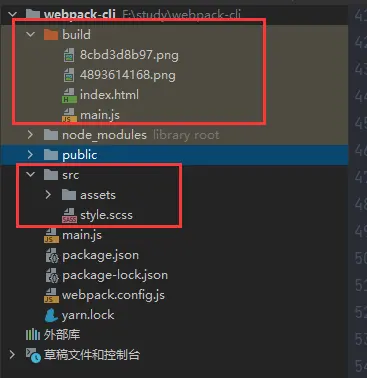 webpack-cli E:\study\webpack-cli
build
8cbd3d8b97.png
4893614168.png
index.html
main.js
node_modules library root
public
src
assets
style.scss
main.js
package.json
package-lock.json
webpack.config.js
yarn.lock
外部库
草稿文件和控制台